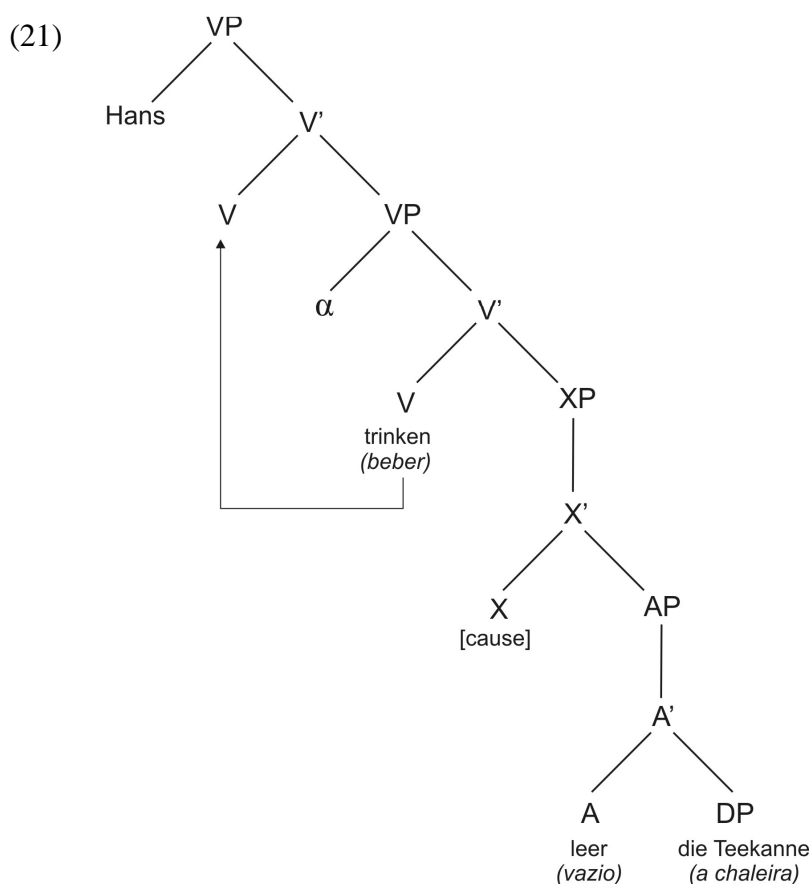 (21)
VP
Hans
V’
V
VP
α
V’
V
XP
trinken
(beber)
X’
X
AP
[cause]
A’
A
DP
leer
die Teekanne
(vazio)
(a chaleira)